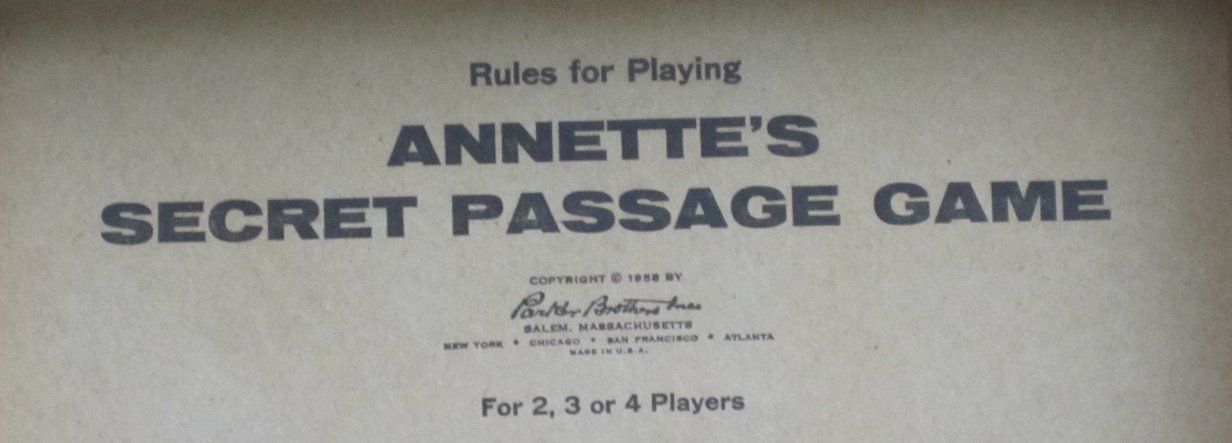 Rules for Playing
ANNETTE'S
SECRET PASSAGE GAME
COPYRIGHT © 1958 BY
Parker Brothers Inc.
SALEM, MASSACHUSETTS
NEW YORK • CHICAGO • SAN FRANCISCO • ATLANTA
MADE IN U.S.A.
For 2, 3 or 4 Players